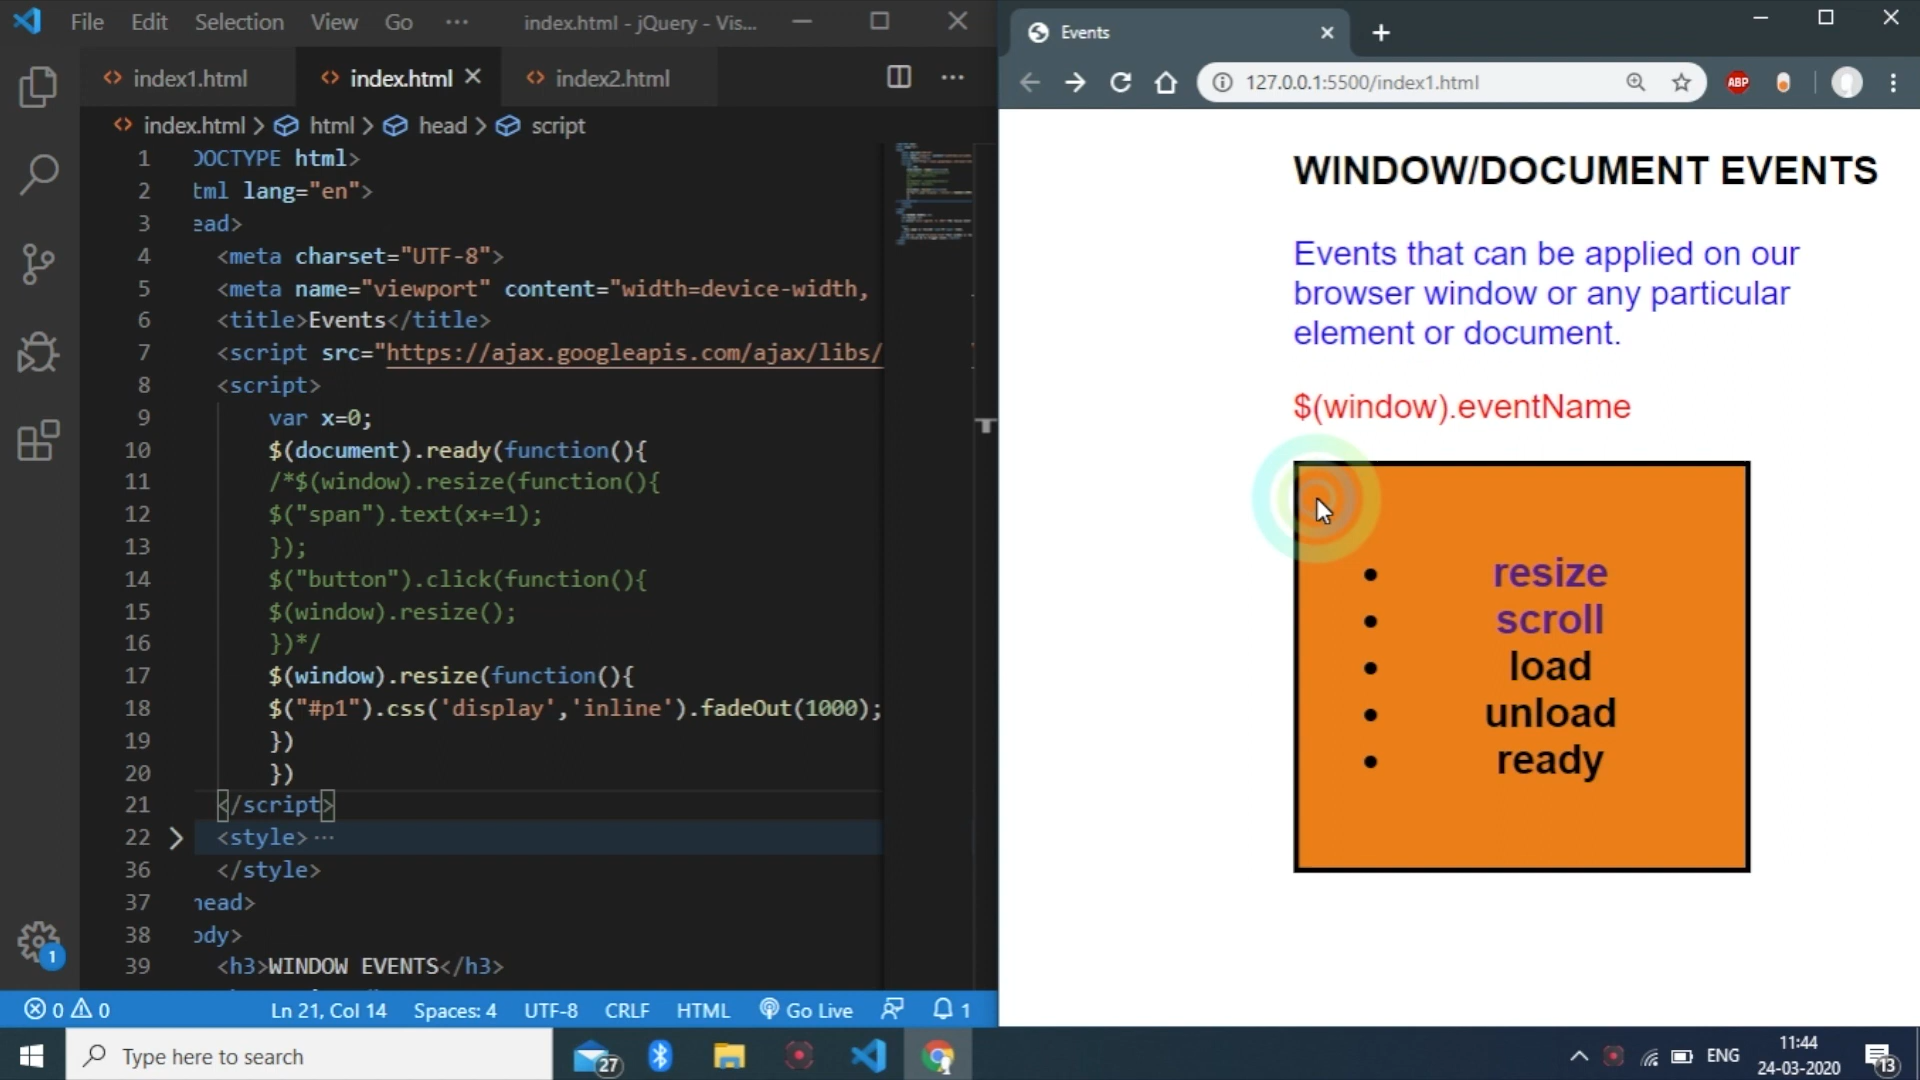 File Edit Selection View Go ··· index.html - jQuery - Vis...
index1.html index.html index2.html
index.html > html > head > script
1 DOCTYPE html>
2 tml lang="en">
3 ead>
4 <meta charset="UTF-8">
5 <meta name="viewport" content="width=device-width,
6 <title>Events</title>
7 <script src="https://ajax.googleapis.com/ajax/libs/
8 <script>
9 var x=0;
10 $(document).ready(function(){
11 /*$(window).resize(function(){
12 $("span").text(x+=1);
13 });
14 $("button").click(function(){
15 $(window).resize();
16 })*/
17 $(window).resize(function(){
18 $("#p1").css('display','inline').fadeOut(1000);
19 })
20 })
21 </script>
22 <style>···
36 </style>
37 head>
38 ody>
39 <h3>WINDOW EVENTS</h3>
0 0 Ln 21, Col 14 Spaces: 4 UTF-8 CRLF HTML Go Live 1
1
Events
127.0.0.1:5500/index1.html ABP
WINDOW/DOCUMENT EVENTS
Events that can be applied on our
browser window or any particular
element or document.
$(window).eventName
• resize
• scroll
• load
• unload
• ready
Type here to search 27 ENG 11:44
24-03-2020 13